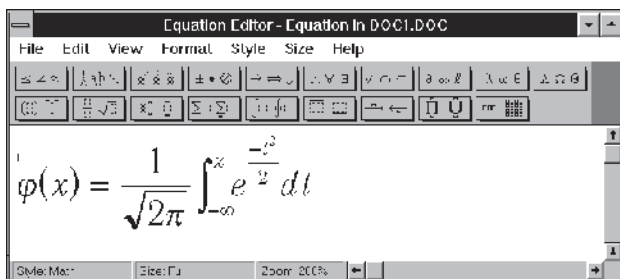 Equation Editor - Equation in DOC1.DOC
File Edit View Format Style Size Help
φ(x) = 1/√2π ∫_{-∞}^{x} e^{-t²/2} dt
Style: Math Size: Full Zoom: 200%